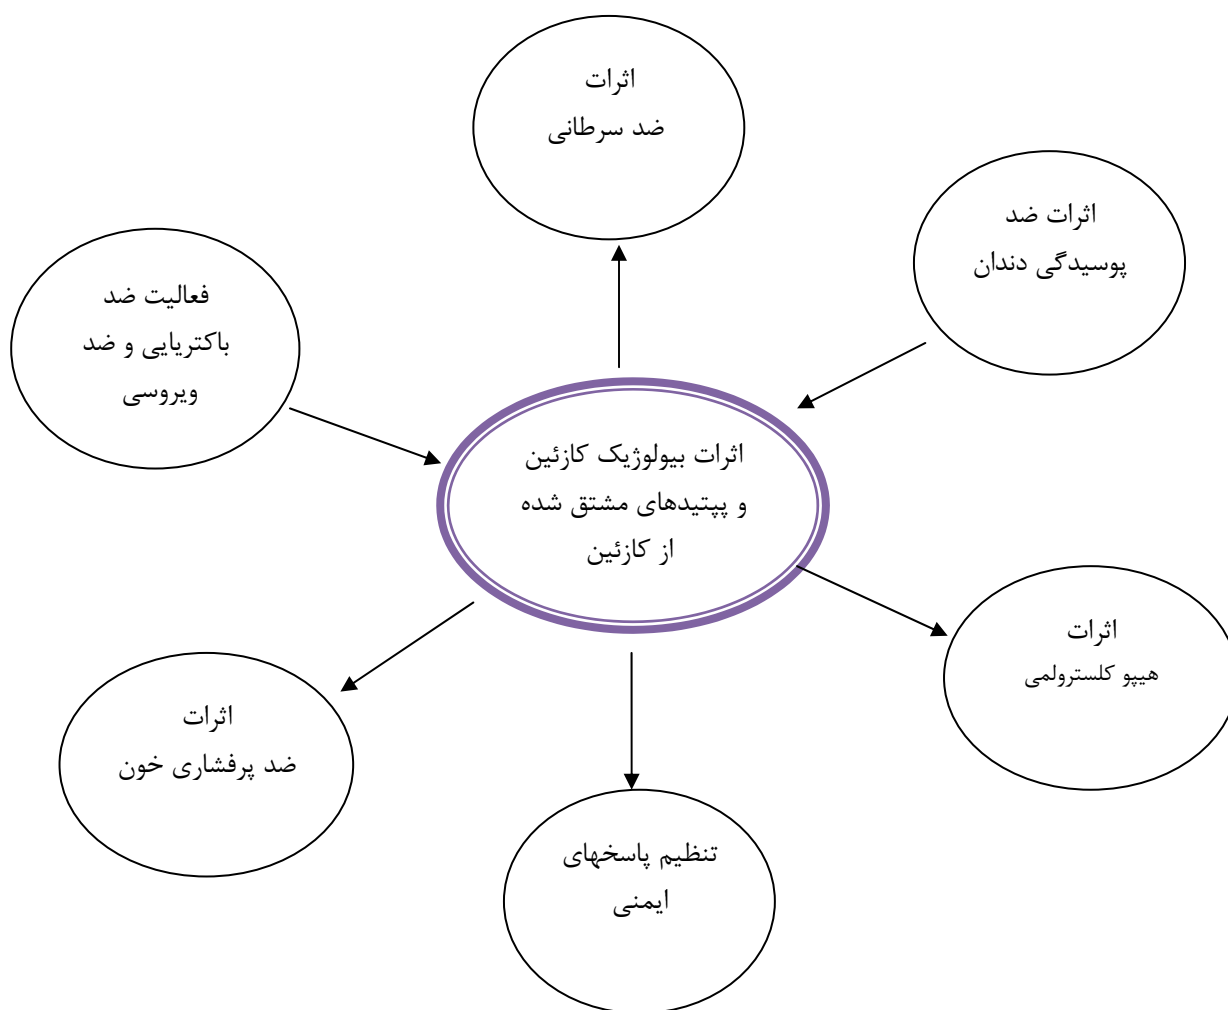 اثرات
ضد سرطانی
اثرات ضد
پوسیدگی دندان
فعالیت ضد
باکتریایی و ضد
ویروسی
اثرات بیولوژیک کازئین
و پپتیدهای مشتق شده
از کازئین
اثرات
هیپو کلسترولمی
اثرات
ضد پرفشاری خون
تنظیم پاسخهای
ایمنی